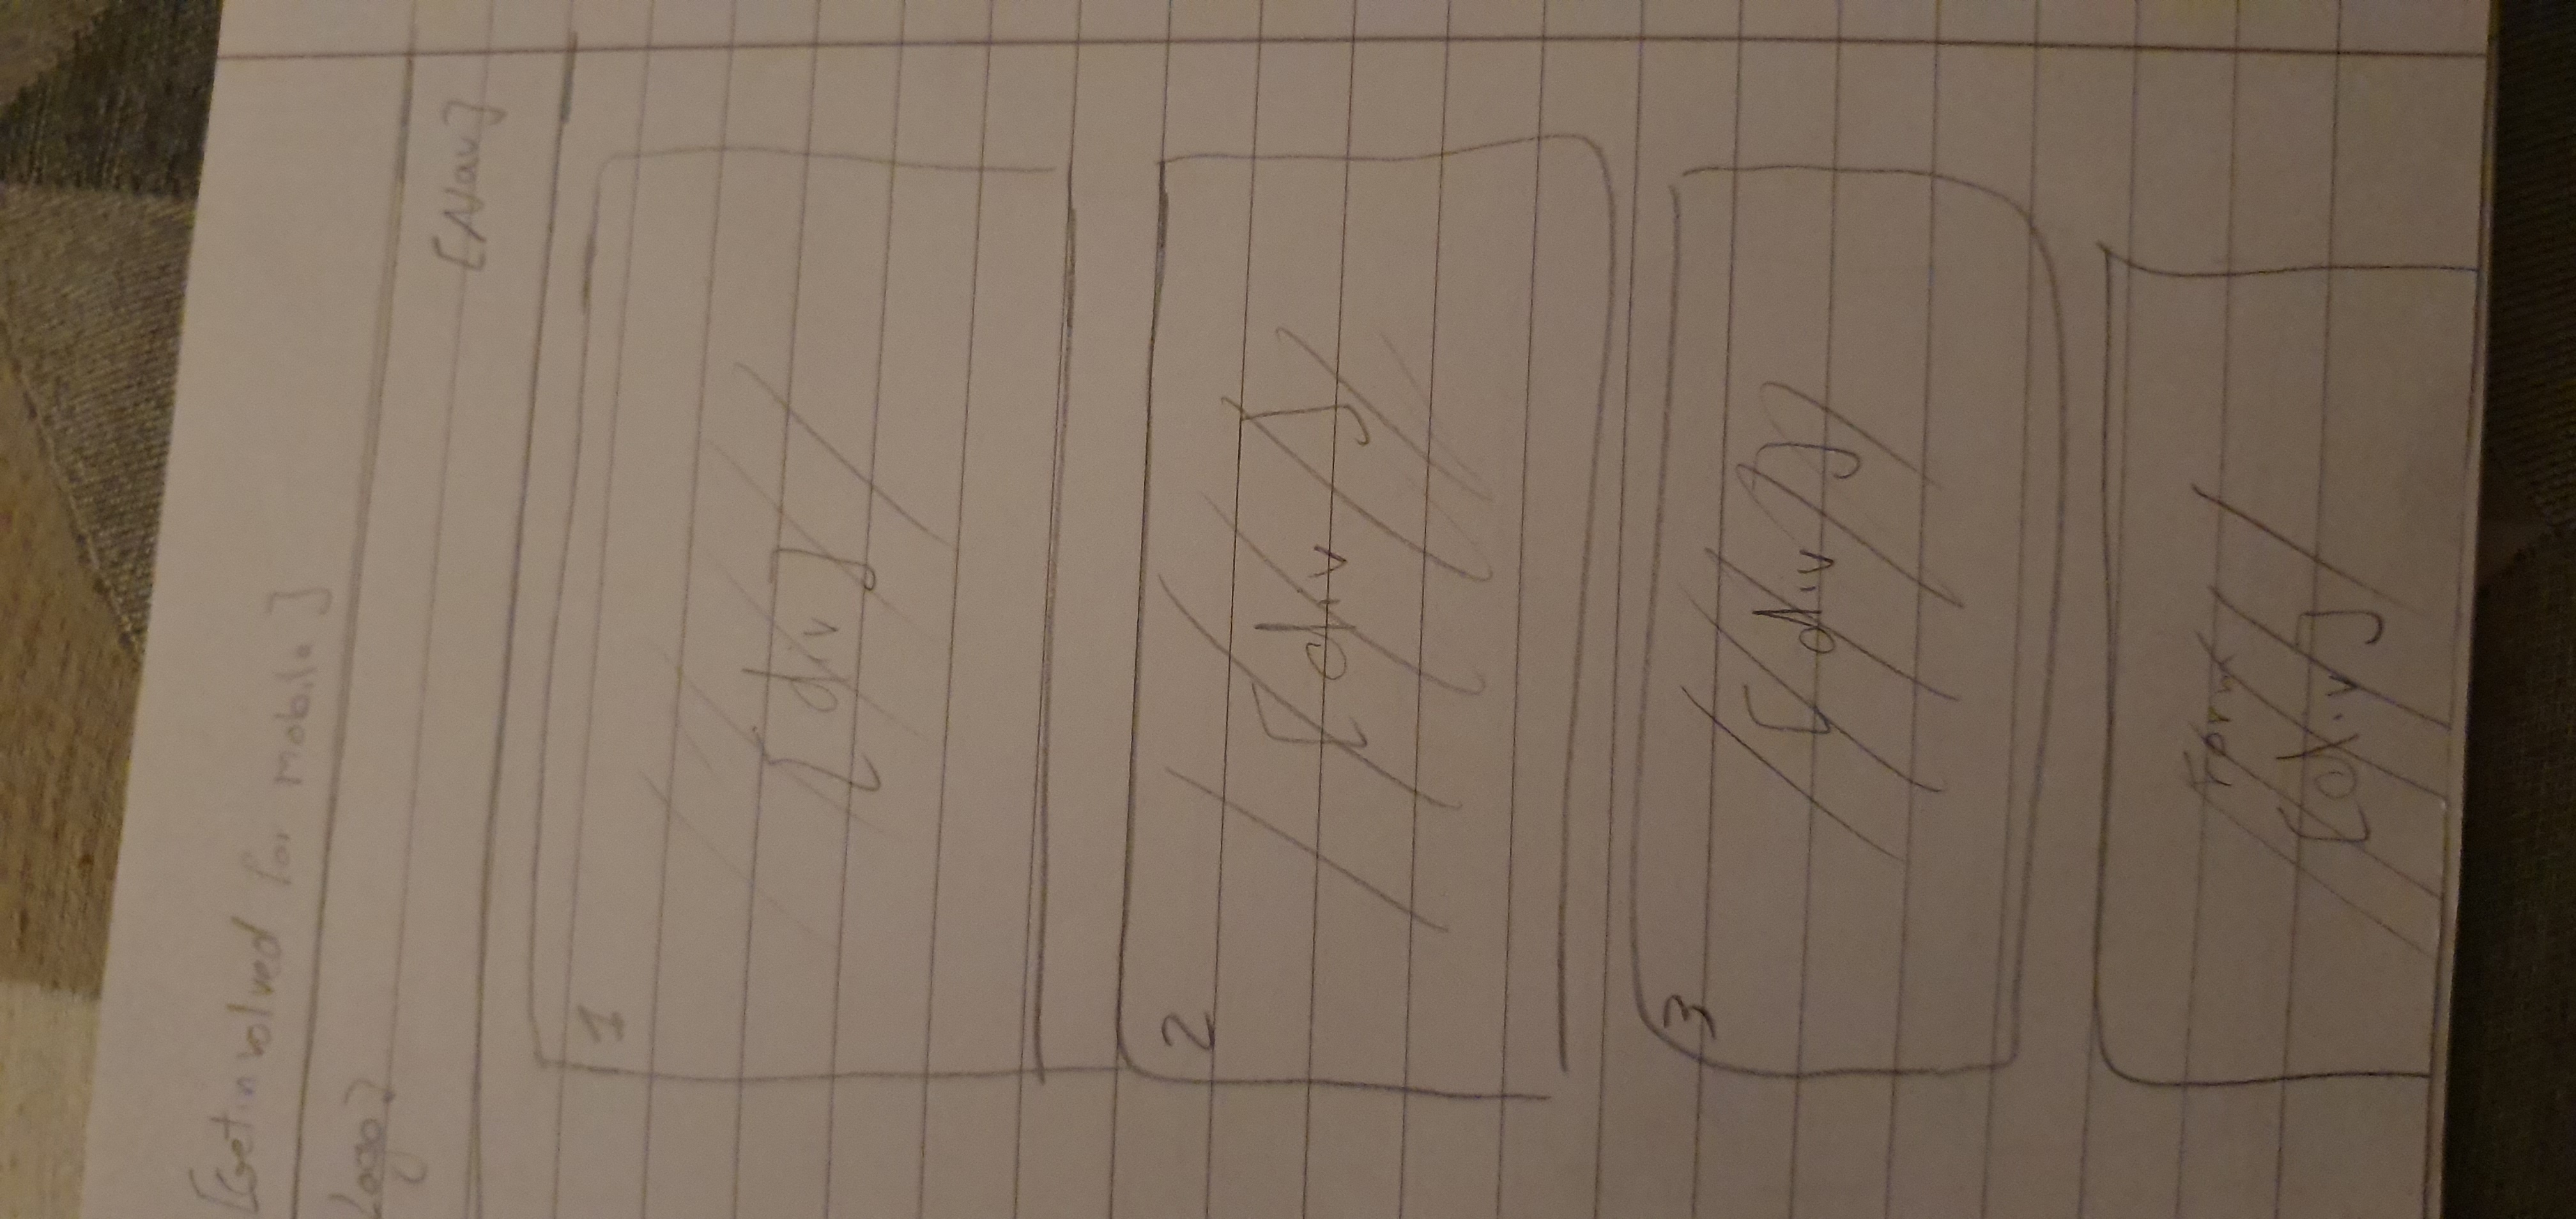 [Get involved for mobile]
Logo]
[Nav]
1
[div]
2
[div]
3
[div]
Form
[div]